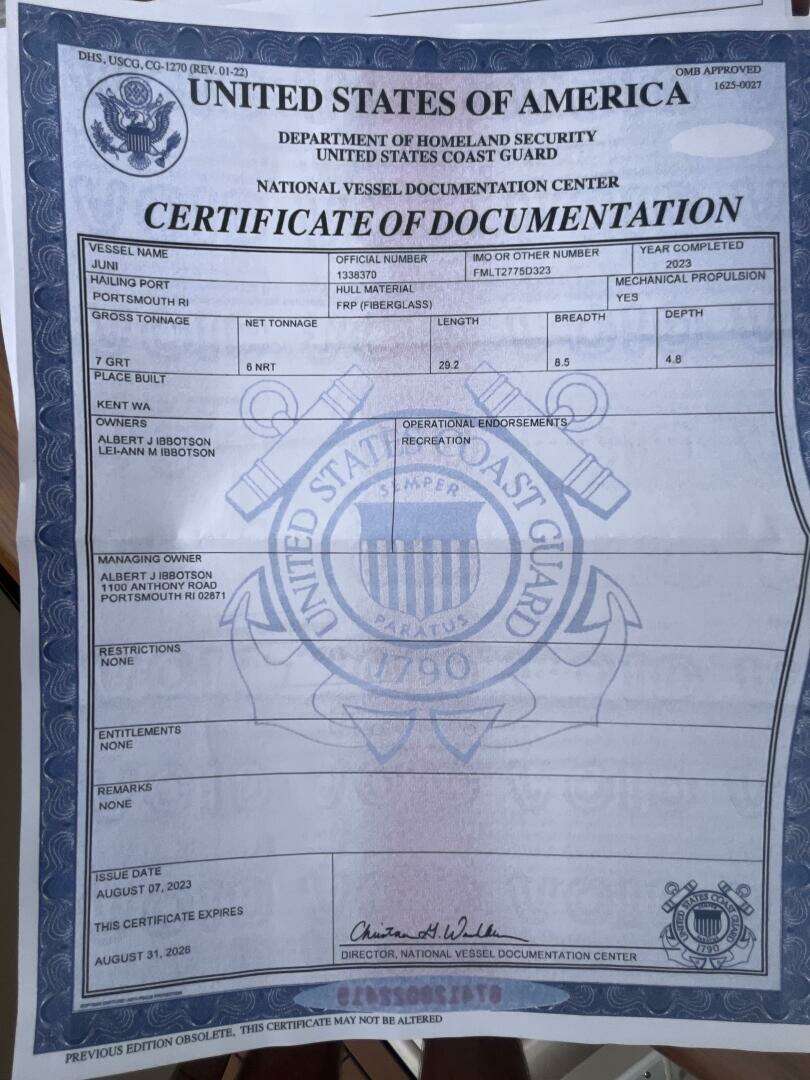 DHS, USCG, CG-1270 (REV. 01-22)
OMB APPROVED
1625-0027
UNITED STATES OF AMERICA
DEPARTMENT OF HOMELAND SECURITY
UNITED STATES COAST GUARD
NATIONAL VESSEL DOCUMENTATION CENTER
CERTIFICATE OF DOCUMENTATION
VESSEL NAME
JUNI
OFFICIAL NUMBER
1338370
IMO OR OTHER NUMBER
FMLT2775D323
YEAR COMPLETED
2023
HAILING PORT
PORTSMOUTH RI
HULL MATERIAL
FRP (FIBERGLASS)
MECHANICAL PROPULSION
YES
GROSS TONNAGE
7 GRT
NET TONNAGE
6 NRT
LENGTH
29.2
BREADTH
8.5
DEPTH
4.8
PLACE BUILT
KENT WA
OWNERS
ALBERT J IBBOTSON
LEI-ANN M IBBOTSON
OPERATIONAL ENDORSEMENTS
RECREATION
UNITED STATES COAST GUARD
SEMPER
PARATUS
1790
MANAGING OWNER
ALBERT J IBBOTSON
1100 ANTHONY ROAD
PORTSMOUTH RI 02871
RESTRICTIONS
NONE
ENTITLEMENTS
NONE
REMARKS
NONE
ISSUE DATE
AUGUST 07, 2023
THIS CERTIFICATE EXPIRES
AUGUST 31, 2026
DIRECTOR, NATIONAL VESSEL DOCUMENTATION CENTER
UNITED STATES COAST GUARD
1790
PREVIOUS EDITION OBSOLETE. THIS CERTIFICATE MAY NOT BE ALTERED